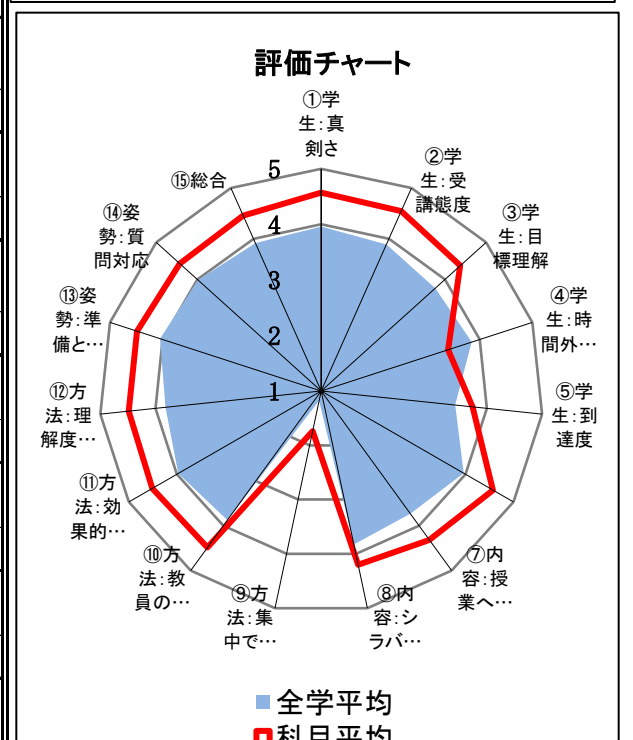 評価チャート
①学
生:真
剣さ
②学
生:受
講態度
③学
生:目
標理解
④学
生:時
間外…
⑤学
生:到
達度
⑦内
容:授
業へ…
⑧内
容:シ
ラバ…
⑨方
法:集
中で…
⑩方
法:教
員の…
⑪方
法:効
果的…
⑫方
法:理
解度…
⑬姿
勢:準
備と…
⑭姿
勢:質
問対応
⑮総合
5
4
3
2
1
全学平均
科目平均